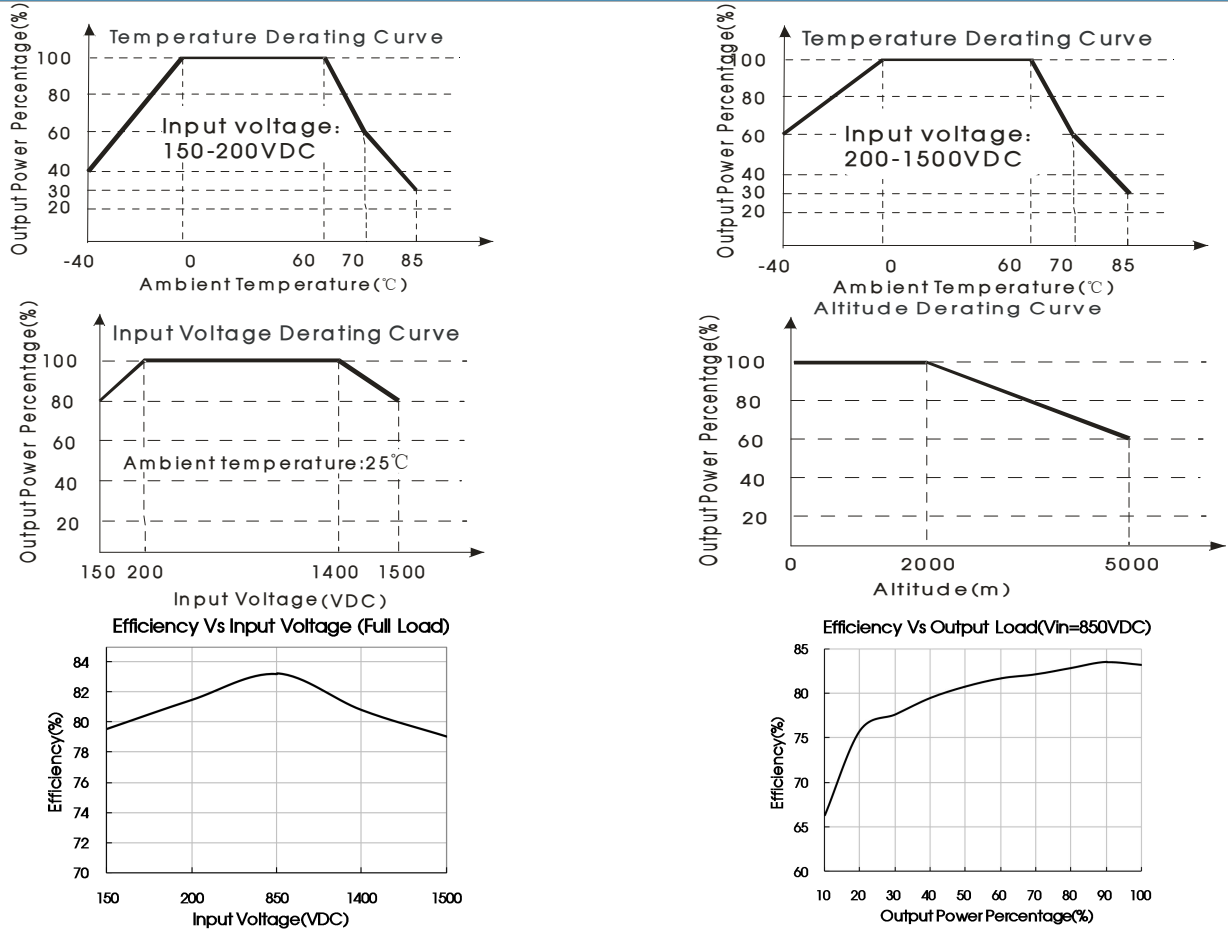 Temperature Derating Curve
Output Power Percentage(%)
100
80
60
40
30
20
Input voltage:
150-200VDC
-40 0 60 70 85
Ambient Temperature(℃)
Temperature Derating Curve
Output Power Percentage(%)
100
80
60
40
30
20
Input voltage:
200-1500VDC
-40 0 60 70 85
Ambient Temperature(℃)
Input Voltage Derating Curve
Output Power Percentage(%)
100
80
60
40
20
Ambient temperature:25℃
150 200 1400 1500
Input Voltage(VDC)
Altitude Derating Curve
Output Power Percentage(%)
100
80
60
40
20
0 2000 5000
Altitude(m)
Efficiency Vs Input Voltage (Full Load)
Efficiency(%)
84
82
80
78
76
74
72
70
150 200 850 1400 1500
Input Voltage(VDC)
Efficiency Vs Output Load(Vin=850VDC)
Efficiency(%)
85
80
75
70
65
60
10 20 30 40 50 60 70 80 90 100
Output Power Percentage(%)